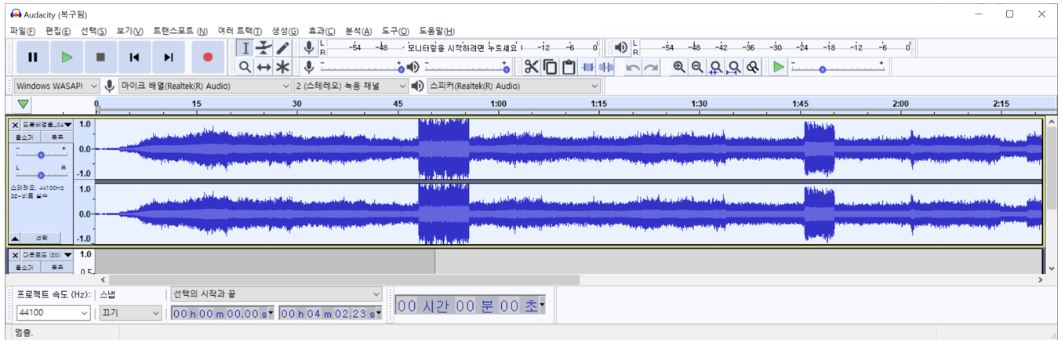 Audacity (복구됨)
파일(F) 편집(E) 선택(S) 보기(V) 트랜스포트 (N) 여러 트랙(T) 생성(G) 효과(C) 분석(A) 도구(O) 도움말(H)
L R -54 -48 모니터링을 시작하려면 누르세요 -12 -6 0 L R -54 -48 -42 -36 -30 -24 -18 -12 -6 0
Windows WASAPI 마이크 배열(Realtek(R) Audio) 2 (스테레오) 녹음 채널 스피커(Realtek(R) Audio)
0 15 30 45 1:00 1:15 1:30 1:45 2:00 2:15
1.0
음소거 독주
- + 0.0
L R -1.0
스테레오, 44100Hz 1.0
32-비트 실수
0.0
선택 -1.0
1.0
음소거 독주 0.5
프로젝트 속도 (Hz): 스냅 선택의 시작과 끝
44100 끄기 00 h 00 m 00.00 s 00 h 04 m 02.23 s 00 시간 00 분 00 초
멈춤.